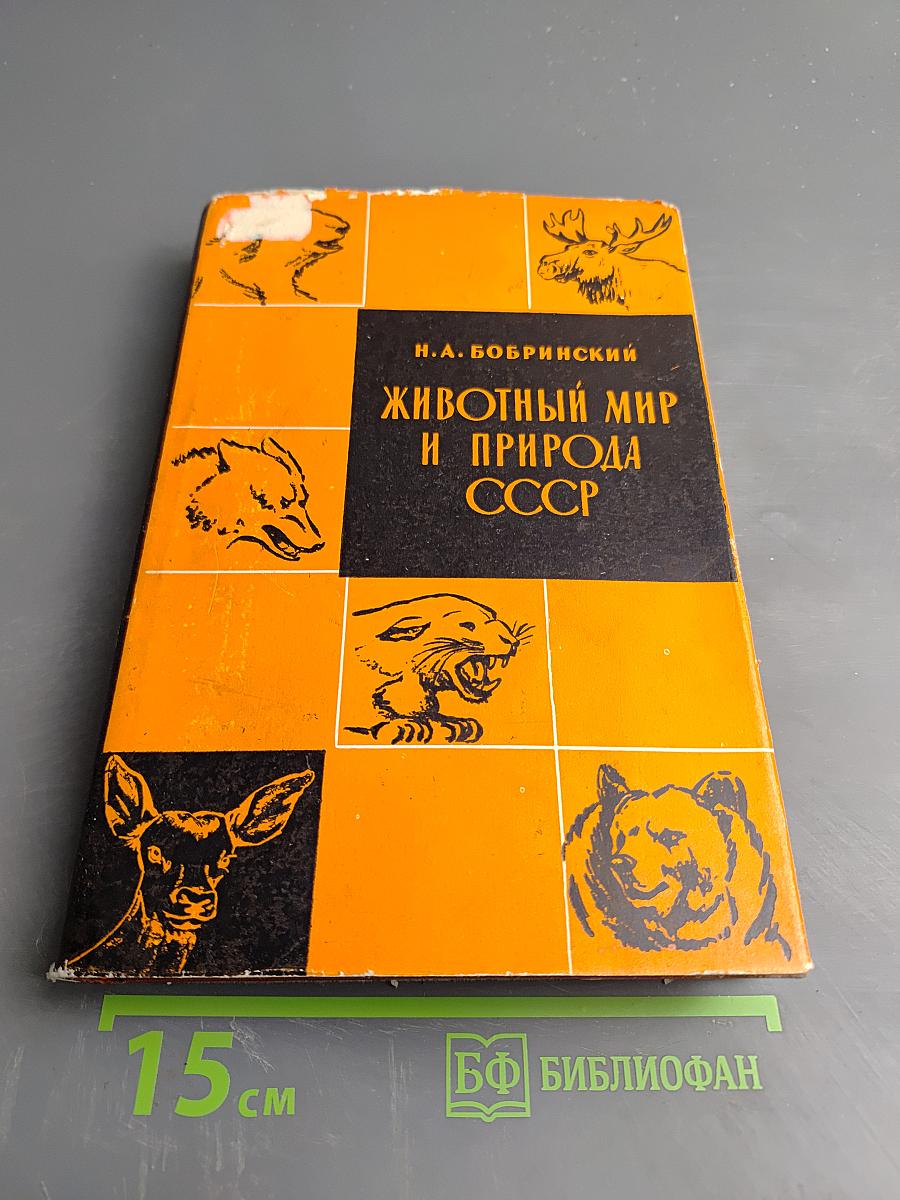 Н.А. БОБРИНСКИЙ
ЖИВОТНЫЙ МИР
И ПРИРОДА
СССР
15 см
БФ БИБЛИОФАН